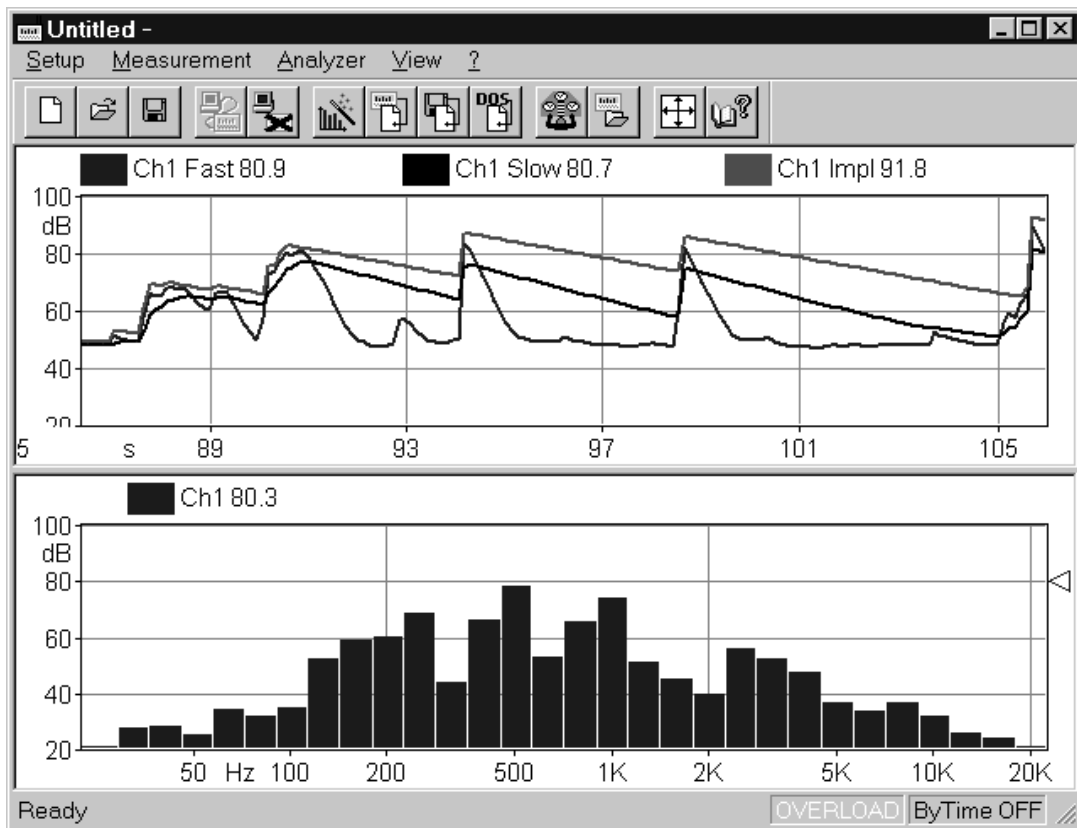 Untitled -
Setup Measurement Analyzer View ?
DOS
Ch1 Fast 80.9 Ch1 Slow 80.7 Ch1 Impl 91.8
100
dB
80
60
40
20
5 s 89 93 97 101 105
Ch1 80.3
100
dB
80
60
40
20
50 Hz 100 200 500 1K 2K 5K 10K 20K
Ready OVERLOAD ByTime OFF